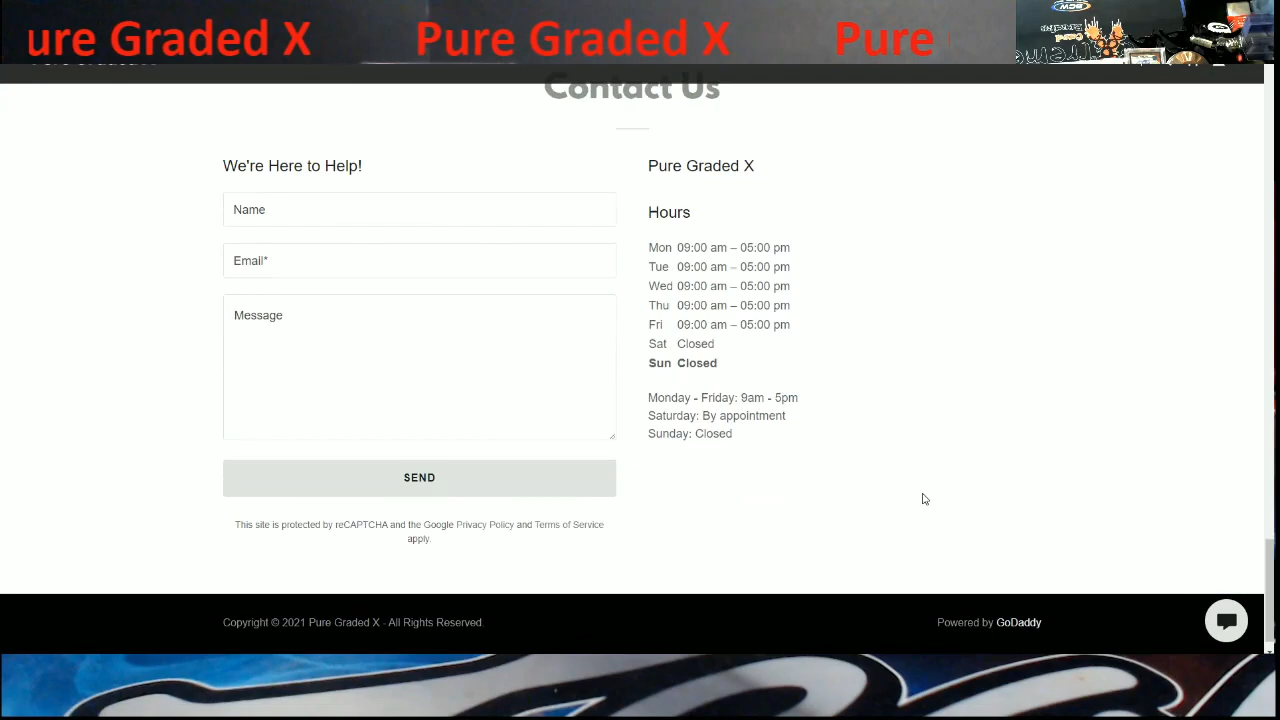 ure Graded X Pure Graded X Pure
Contact Us
We're Here to Help!
Name
Email*
Message
SEND
This site is protected by reCAPTCHA and the Google Privacy Policy and Terms of Service
apply.
Pure Graded X
Hours
Mon 09:00 am – 05:00 pm
Tue 09:00 am – 05:00 pm
Wed 09:00 am – 05:00 pm
Thu 09:00 am – 05:00 pm
Fri 09:00 am – 05:00 pm
Sat Closed
Sun Closed
Monday - Friday: 9am - 5pm
Saturday: By appointment
Sunday: Closed
Copyright © 2021 Pure Graded X - All Rights Reserved.
Powered by GoDaddy